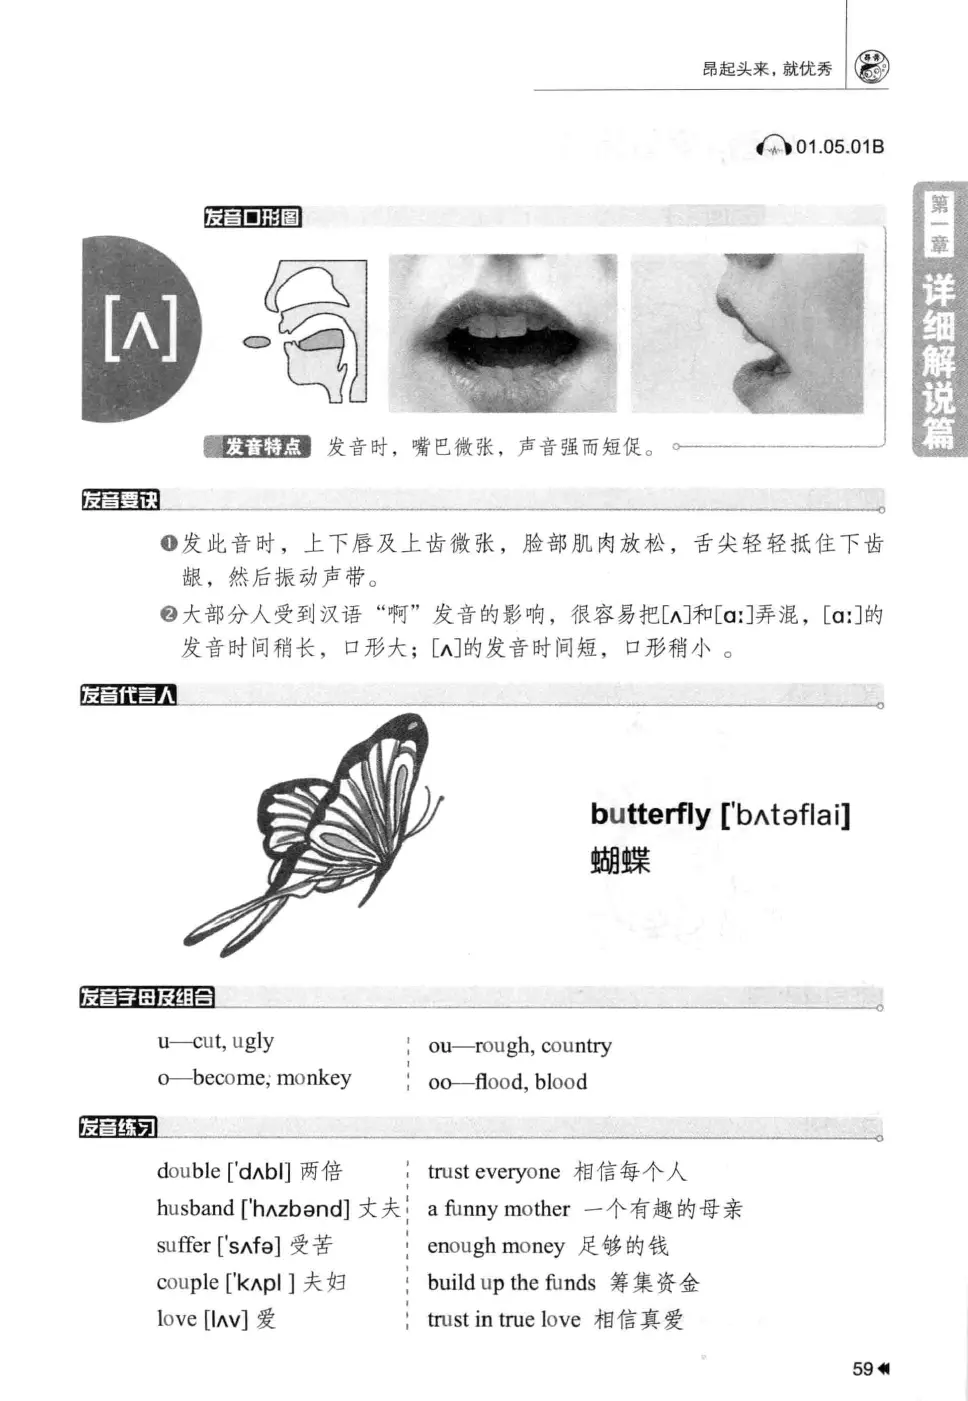 昂起头来，就优秀
01.05.01B
第一章 详细解说篇
发音口形图
[ʌ]
发音特点 发音时，嘴巴微张，声音强而短促。
发音要诀
❶发此音时，上下唇及上齿微张，脸部肌肉放松，舌尖轻轻抵住下齿
龈，然后振动声带。
❷大部分人受到汉语“啊”发音的影响，很容易把[ʌ]和[ɑː]弄混，[ɑː]的
发音时间稍长，口形大；[ʌ]的发音时间短，口形稍小 。
发音代言人
butterfly ['bʌtəflai]
蝴蝶
发音字母及组合
u—cut, ugly
o—become, monkey
ou—rough, country
oo—flood, blood
发音练习
double ['dʌbl] 两倍
husband ['hʌzbənd] 丈夫
suffer ['sʌfə] 受苦
couple ['kʌpl ] 夫妇
love [lʌv] 爱
trust everyone 相信每个人
a funny mother 一个有趣的母亲
enough money 足够的钱
build up the funds 筹集资金
trust in true love 相信真爱
59